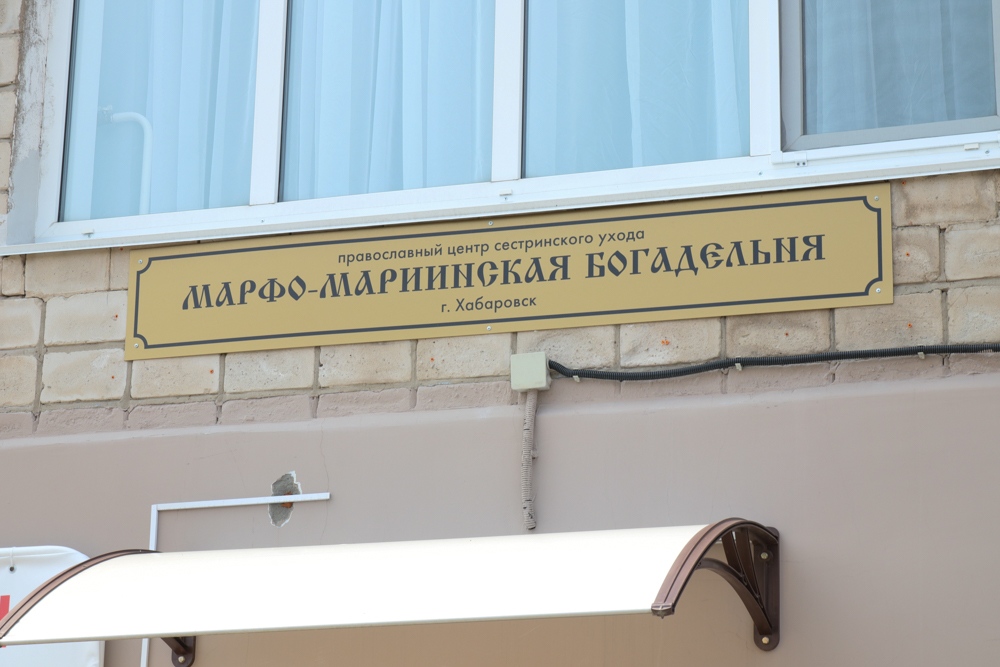 православный центр сестринского ухода
МАРФО-МАРИИНСКАЯ БОГАДЕЛЬНЯ
г. Хабаровск